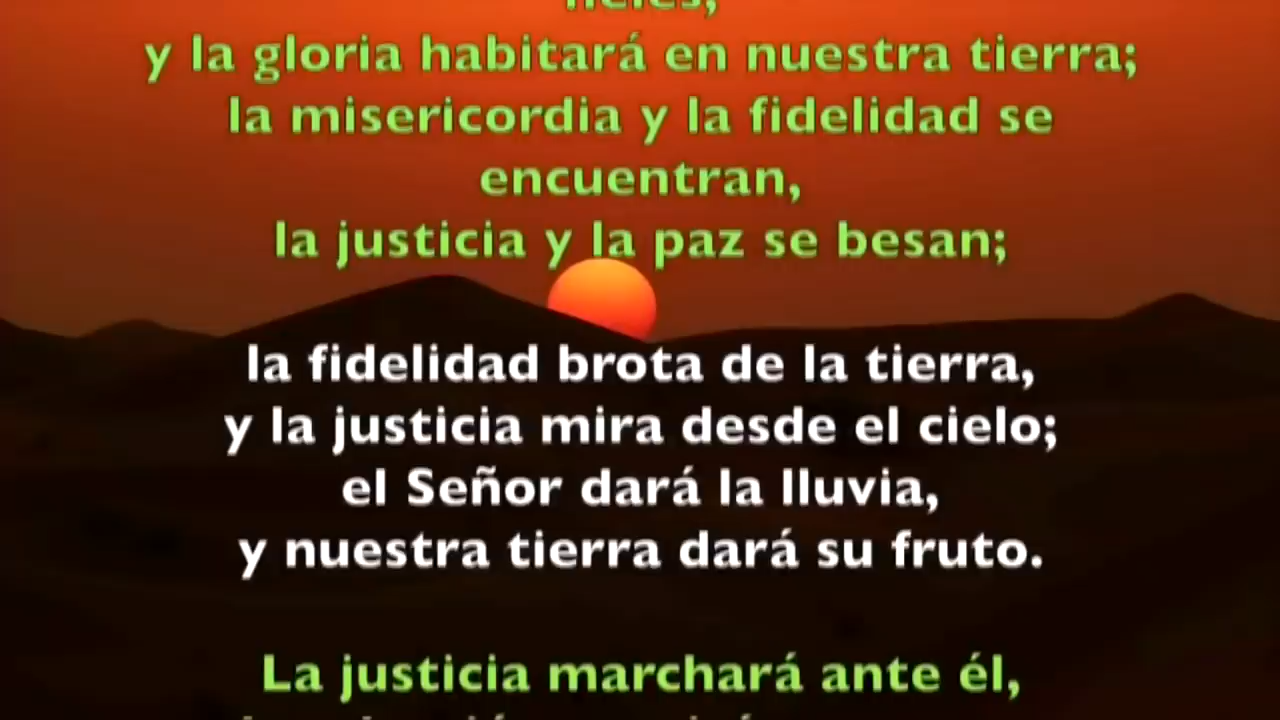 y la gloria habitará en nuestra tierra;
la misericordia y la fidelidad se
encuentran,
la justicia y la paz se besan;
la fidelidad brota de la tierra,
y la justicia mira desde el cielo;
el Señor dará la lluvia,
y nuestra tierra dará su fruto.
La justicia marchará ante él,